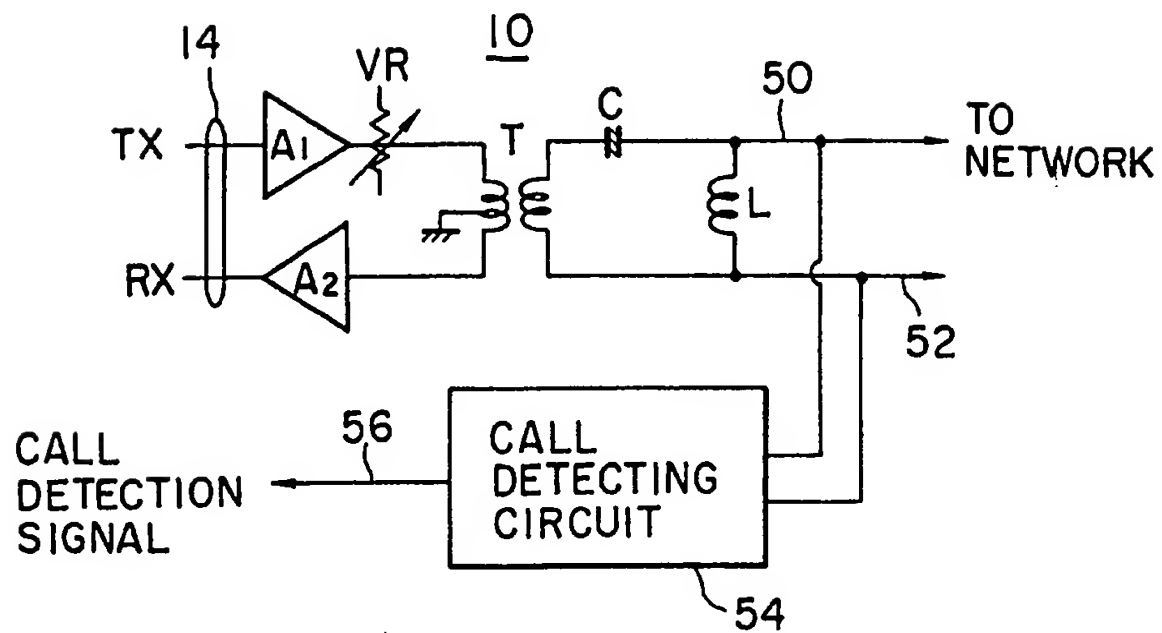 10
14
VR
TX
A1
T
C
50
TO
NETWORK
L
RX
A2
52
56
CALL
DETECTION
SIGNAL
CALL
DETECTING
CIRCUIT
54